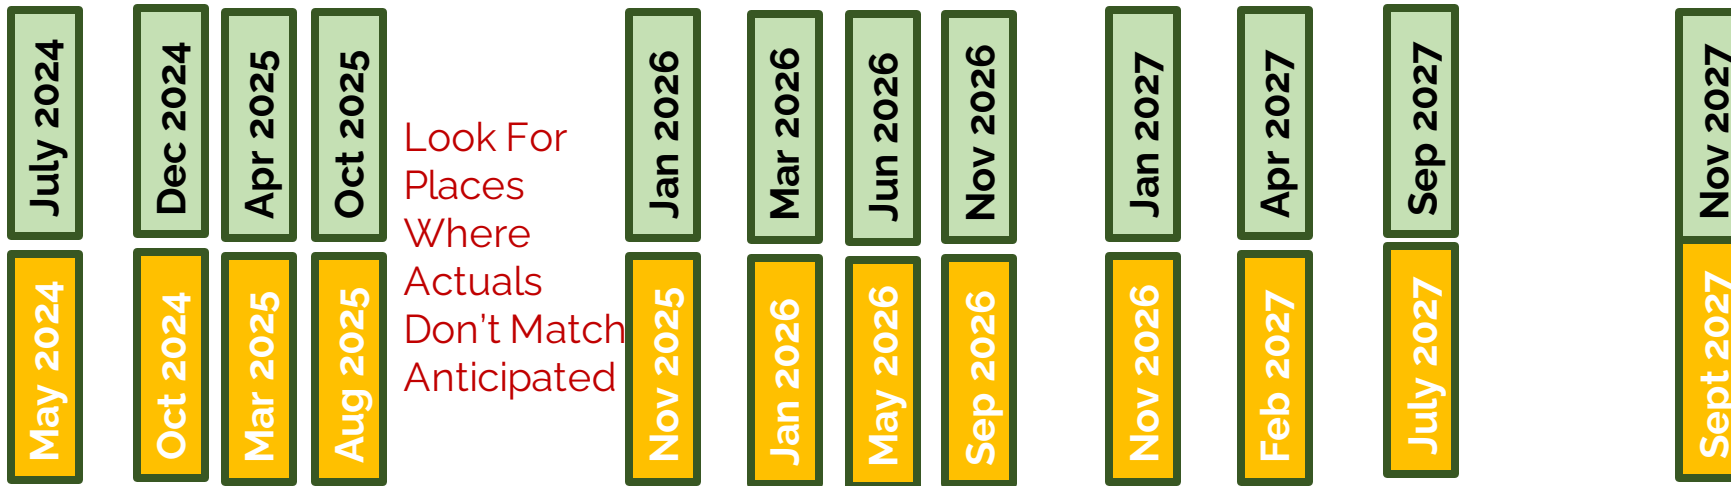 July 2024
Dec 2024
Apr 2025
Oct 2025
Look For
Places
Where
Actuals
Don't Match
Anticipated
Jan 2026
Mar 2026
Jun 2026
Nov 2026
Jan 2027
Apr 2027
Sep 2027
Nov 2027
May 2024
Oct 2024
Mar 2025
Aug 2025
Nov 2025
Jan 2026
May 2026
Sep 2026
Nov 2026
Feb 2027
July 2027
Sept 2027